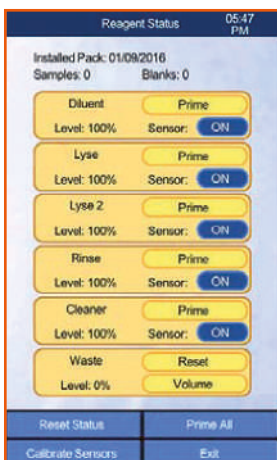 Reagent Status 05:47 PM
Installed Pack: 01/09/2016
Samples: 0 Blanks: 0
Diluent Prime
Level: 100% Sensor: ON
Lyse Prime
Level: 100% Sensor: ON
Lyse 2 Prime
Level: 100% Sensor: ON
Rinse Prime
Level: 100% Sensor: ON
Cleaner Prime
Level: 100% Sensor: ON
Waste Reset
Level: 0% Volume
Reset Status Prime All
Calibrate Sensors Exit